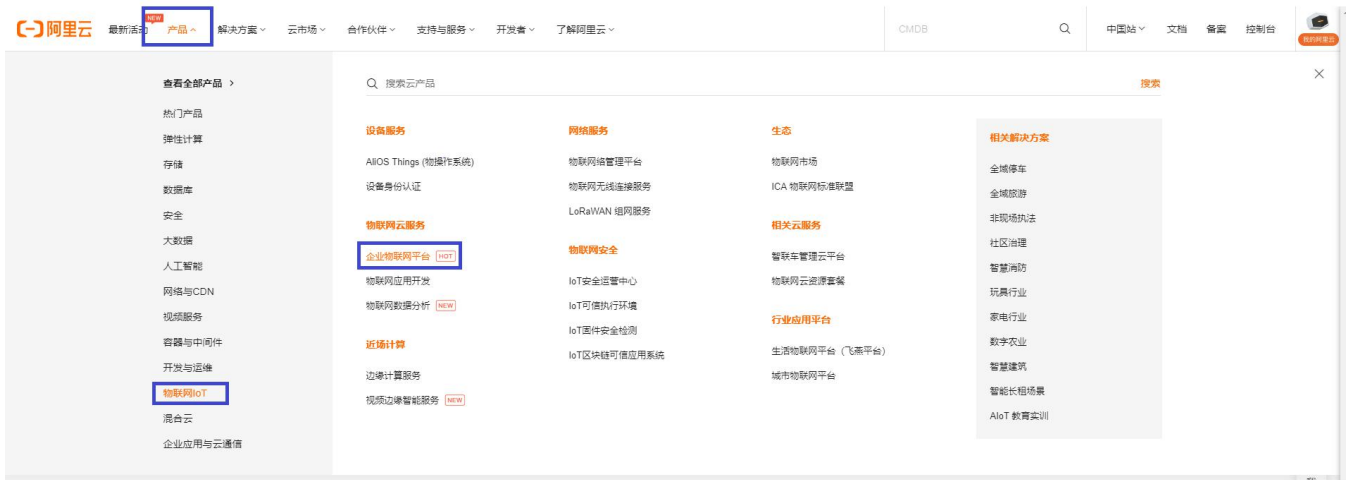 阿里云 最新活动 NEW 产品 解决方案 云市场 合作伙伴 支持与服务 开发者 了解阿里云 CMDB 中国站 文档 备案 控制台
我的阿里云
查看全部产品 >
热门产品
弹性计算
存储
数据库
安全
大数据
人工智能
网络与CDN
视频服务
容器与中间件
开发与运维
物联网IoT
混合云
企业应用与云通信
搜索云产品 搜索
设备服务
AliOS Things (物操作系统)
设备身份认证
物联网云服务
企业物联网平台 HOT
物联网应用开发
物联网数据分析 NEW
近场计算
边缘计算服务
视频边缘智能服务 NEW
网络服务
物联网络管理平台
物联网无线连接服务
LoRaWAN 组网服务
物联网安全
IoT安全运营中心
IoT可信执行环境
IoT固件安全检测
IoT区块链可信应用系统
生态
物联网市场
ICA 物联网标准联盟
相关云服务
智联车管理云平台
物联网云资源套餐
行业应用平台
生活物联网平台（飞燕平台）
城市物联网平台
相关解决方案
全域停车
全域旅游
非现场执法
社区治理
智慧消防
玩具行业
家电行业
数字农业
智慧建筑
智能长租场景
AIoT 教育实训